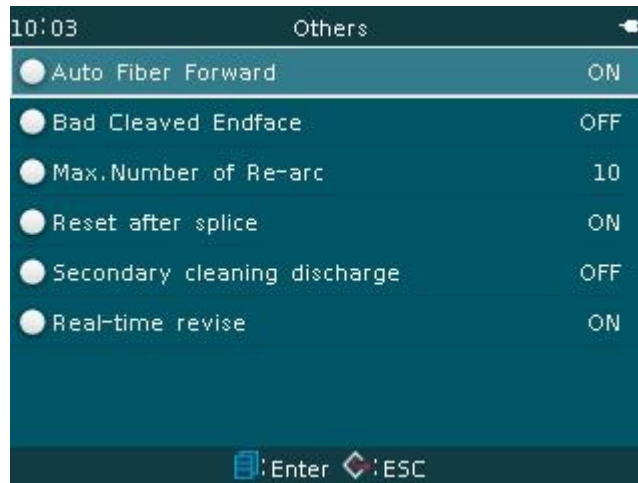 10:03 Others
Auto Fiber Forward ON
Bad Cleaved Endface OFF
Max.Number of Re-arc 10
Reset after splice ON
Secondary cleaning discharge OFF
Real-time revise ON
:Enter :ESC